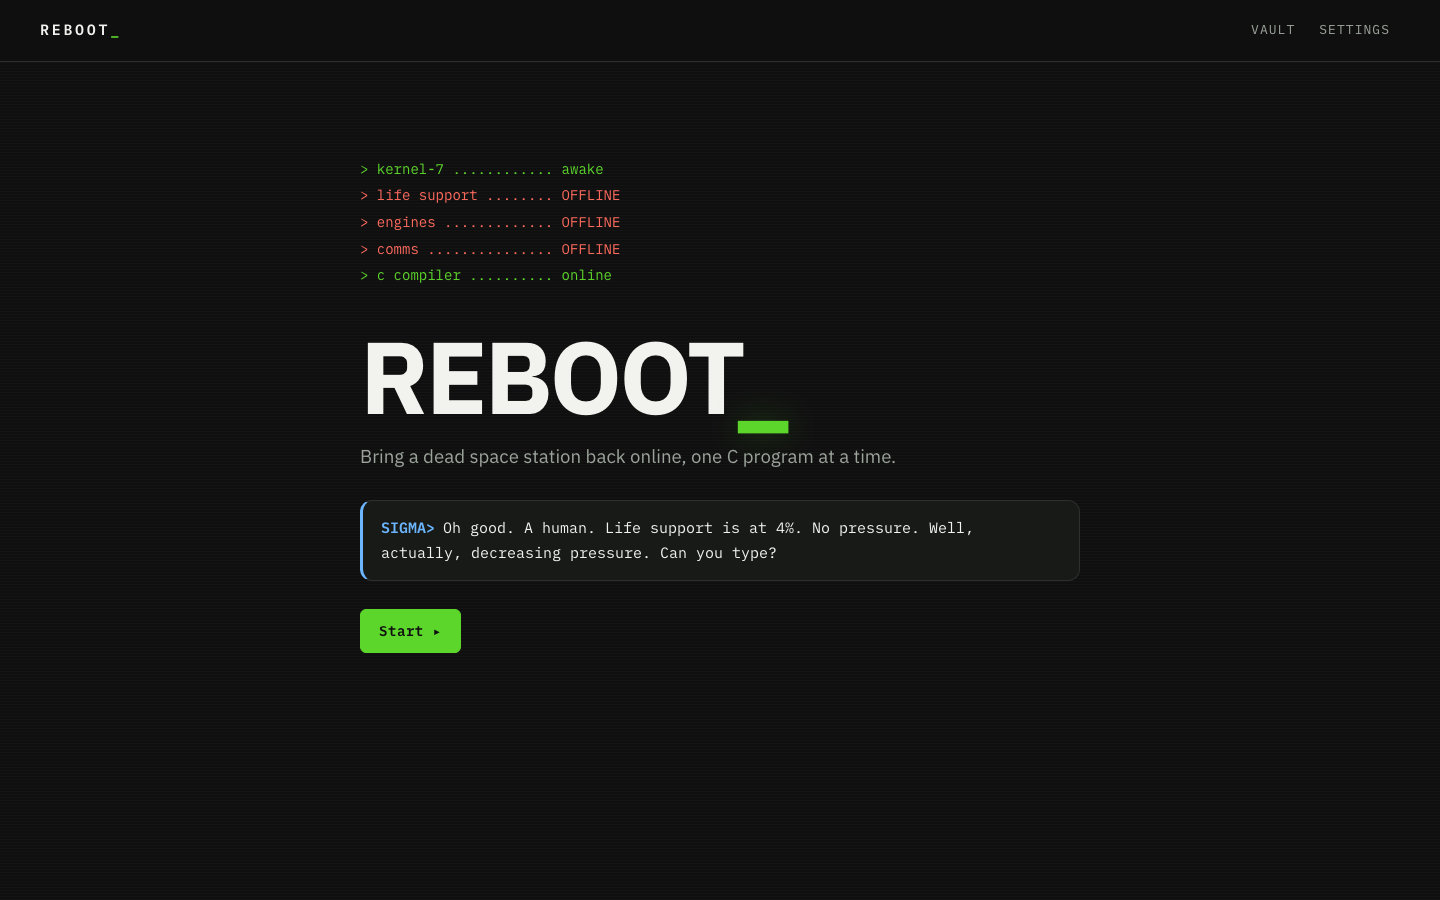 REBOOT_
VAULT SETTINGS
> kernel-7 ............ awake
> life support ........ OFFLINE
> engines ............. OFFLINE
> comms ............... OFFLINE
> c compiler .......... online
REBOOT_
Bring a dead space station back online, one C program at a time.
SIGMA> Oh good. A human. Life support is at 4%. No pressure. Well,
actually, decreasing pressure. Can you type?
Start ▸